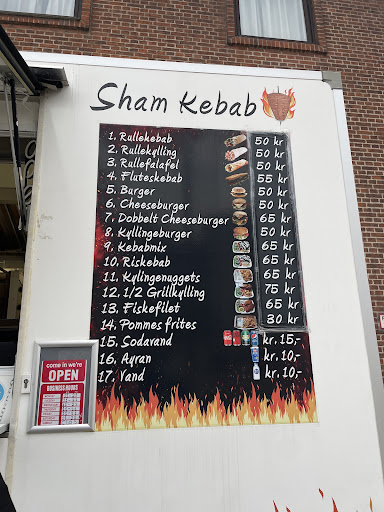 Sham Kebab
1. Rullekebab 50 kr
2. Rullekylling 50 kr
3. Rullefalafel 50 kr
4. Fluteskebab 55 kr
5. Burger 50 kr
6. Cheeseburger 50 kr
7. Dobbelt Cheeseburger 65 kr
8. Kyllingeburger 50 kr
9. Kebabmix 65 kr
10. Riskebab 65 kr
11. Kylingenuggets 65 kr
12. 1/2 Grillkylling 75 kr
13. Fiskefilet 65 kr
14. Pommes frites 30 kr
15. Sodavand kr. 15,-
16. Ayran kr. 10,-
17. Vand kr. 10,-
come in we're
OPEN
BUSINESS HOURS